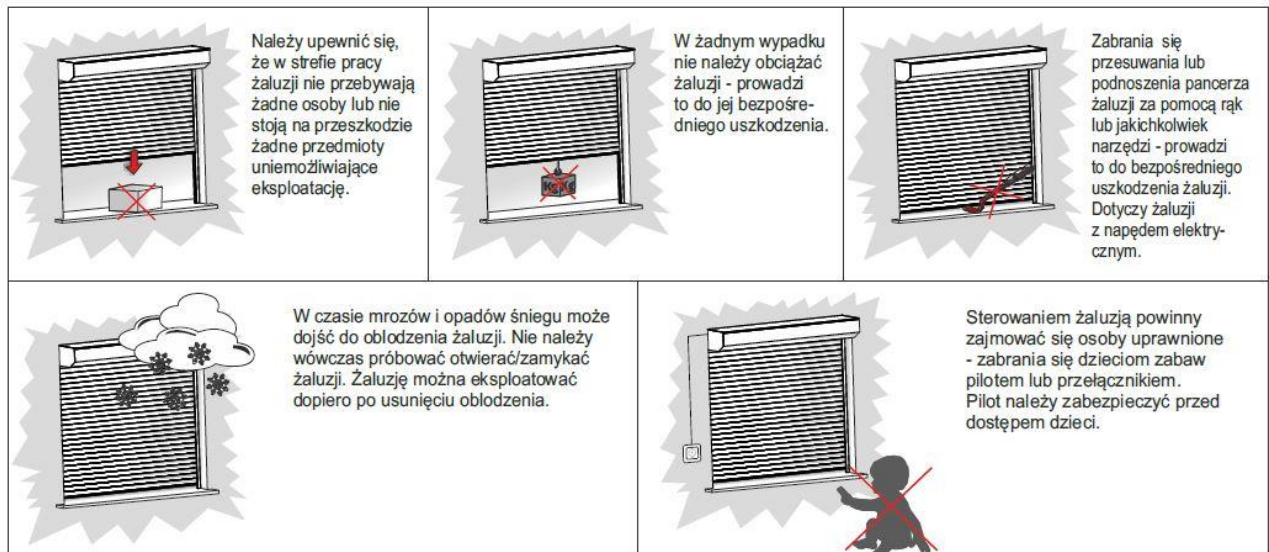 Należy upewnić się,
że w strefie pracy
żaluzji nie przebywają
żadne osoby lub nie
stoją na przeszkodzie
żadne przedmioty
uniemożliwiające
eksploatację.
W żadnym wypadku
nie należy obciążać
żaluzji - prowadzi
to do jej bezpośre-
dniego uszkodzenia.
Zabrania się
przesuwania lub
podnoszenia pancerza
żaluzji za pomocą rąk
lub jakichkolwiek
narzędzi - prowadzi
to do bezpośredniego
uszkodzenia żaluzji.
Dotyczy żaluzji
z napędem elektry-
cznym.
W czasie mrozów i opadów śniegu może
dojść do oblodzenia żaluzji. Nie należy
wówczas próbować otwierać/zamykać
żaluzji. Żaluzję można eksploatować
dopiero po usunięciu oblodzenia.
Sterowaniem żaluzją powinny
zajmować się osoby uprawnione
- zabrania się dzieciom zabaw
pilotem lub przełącznikiem.
Pilot należy zabezpieczyć przed
dostępem dzieci.